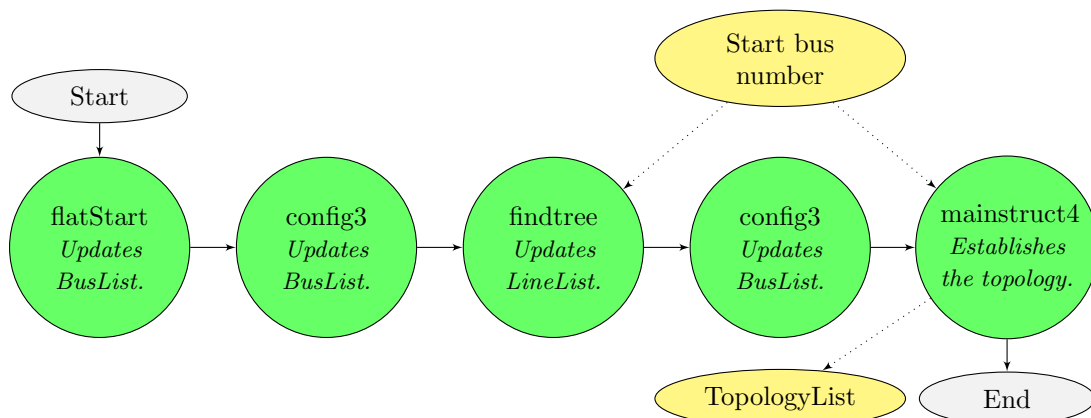 Start bus
number
Start
flatStart
Updates
BusList.
config3
Updates
BusList.
findtree
Updates
LineList.
config3
Updates
BusList.
mainstruct4
Establishes
the topology.
TopologyList
End